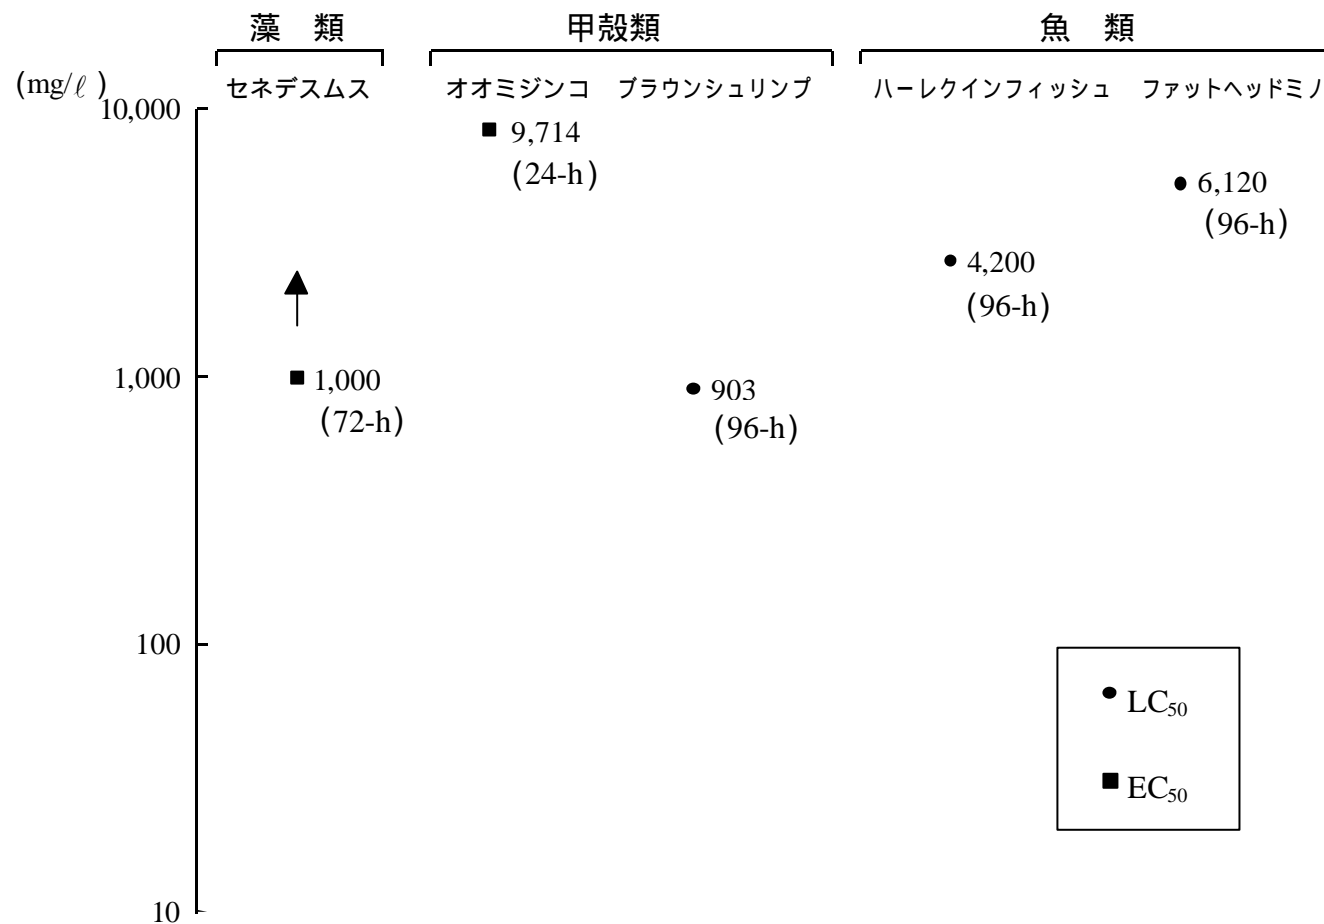 藻 類 甲殻類 魚 類
(mg/ℓ) セネデスムス オオミジンコ ブラウンシュリンプ ハーレクインフィッシュ ファットヘッドミノ
10,000
9,714
(24-h)
6,120
(96-h)
4,200
(96-h)
1,000
1,000
(72-h)
903
(96-h)
100
LC50
EC50
10